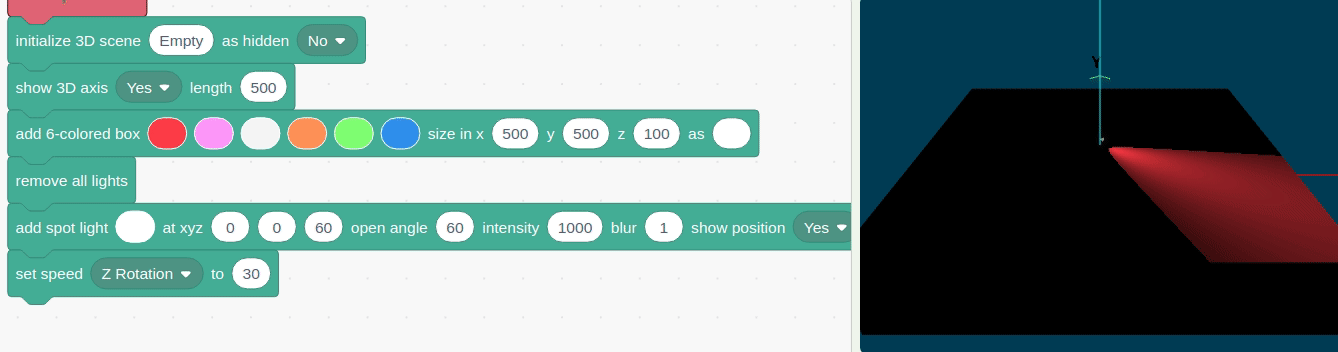 initialize 3D scene Empty as hidden No
show 3D axis Yes length 500
add 6-colored box size in x 500 y 500 z 100 as
remove all lights
add spot light at xyz 0 0 60 open angle 60 intensity 1000 blur 1 show position Yes
set speed Z Rotation to 30
Y